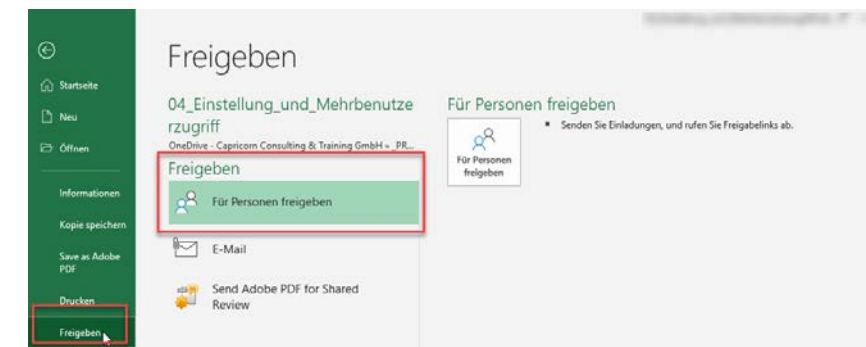 Startseite
Neu
Öffnen
Informationen
Kopie speichern
Save as Adobe
PDF
Drucken
Freigeben
Freigeben
04_Einstellung_und_Mehrbenutze
rzugriff
OneDrive - Capricorn Consulting & Training GmbH » _PR...
Freigeben
Für Personen freigeben
E-Mail
Send Adobe PDF for Shared
Review
Für Personen freigeben
Für Personen
freigeben
▪ Senden Sie Einladungen, und rufen Sie Freigabelinks ab.